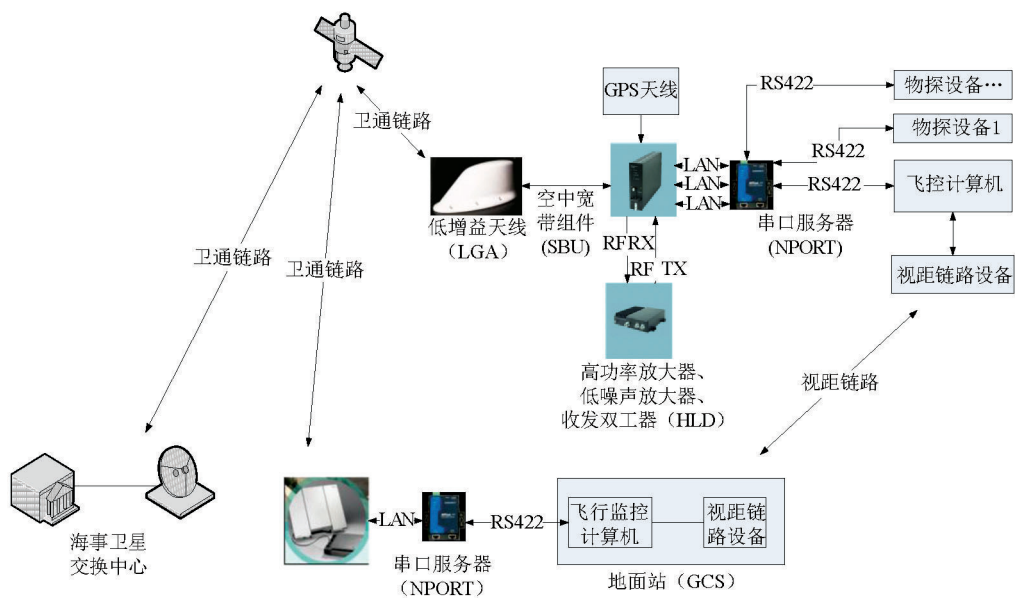 GPS天线
RS422
物探设备…
物探设备1
RS422
卫通链路
LAN
LAN
LAN
RS422
飞控计算机
低增益天线
(LGA)
空中宽
带组件
(SBU)
串口服务器
(NPORT)
RFRX
RF TX
卫通链路
卫通链路
视距链路设备
高功率放大器、
低噪声放大器、
收发双工器（HLD）
视距链路
海事卫星
交换中心
LAN
RS422
飞行监控
计算机
视距链
路设备
串口服务器
（NPORT）
地面站（GCS）